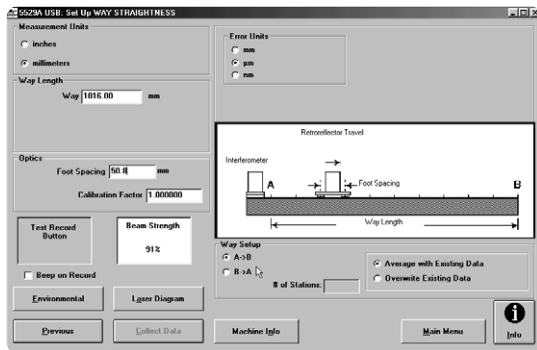 5529A USB: Set Up WAY STRAIGHTNESS
Measurement Units
inches
millimeters
Way Length
Way 1016.00 mm
Optics
Foot Spacing 50.8 mm
Calibration Factor 1.000000
Test Record
Button
Beam Strength
91%
Beep on Record
Environmental
Laser Diagram
Previous
Collect Data
Error Units
mm
µm
nm
Retroreflector Travel
Interferometer
A
Foot Spacing
B
Way Length
Way Setup
A->B
B->A
# of Stations:
Average with Existing Data
Overwrite Existing Data
Machine Info
Main Menu
Info